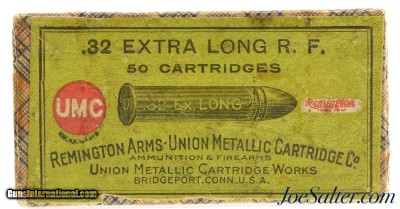 .32 EXTRA LONG R. F.
50 CARTRIDGES
UMC
.32 EX. LONG
Remington
REMINGTON ARMS-UNION METALLIC CARTRIDGE CO
AMMUNITION & FIREARMS
UNION METALLIC CARTRIDGE WORKS
BRIDGEPORT, CONN., U.S.A.
GunsInternational.com
JoeSalter.com